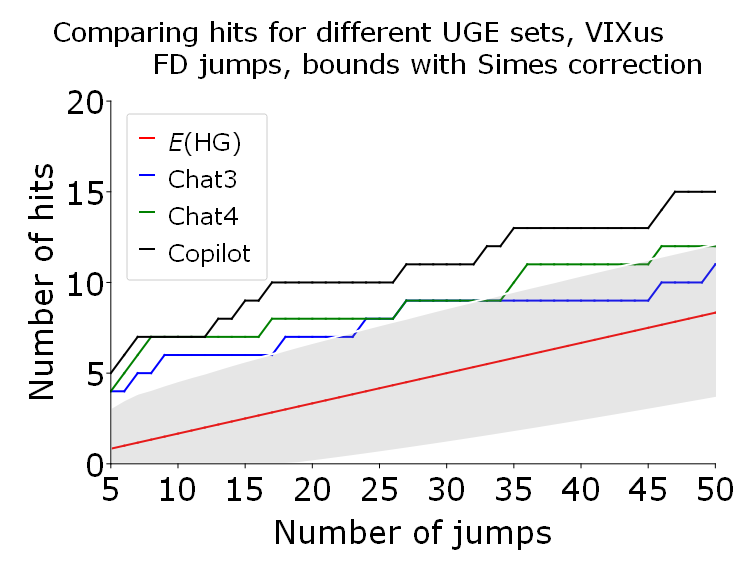 Comparing hits for different UGE sets, VIXus
FD jumps, bounds with Simes correction
Number of hits
20
15
10
5
0
E(HG)
Chat3
Chat4
Copilot
5 10 15 20 25 30 35 40 45 50
Number of jumps